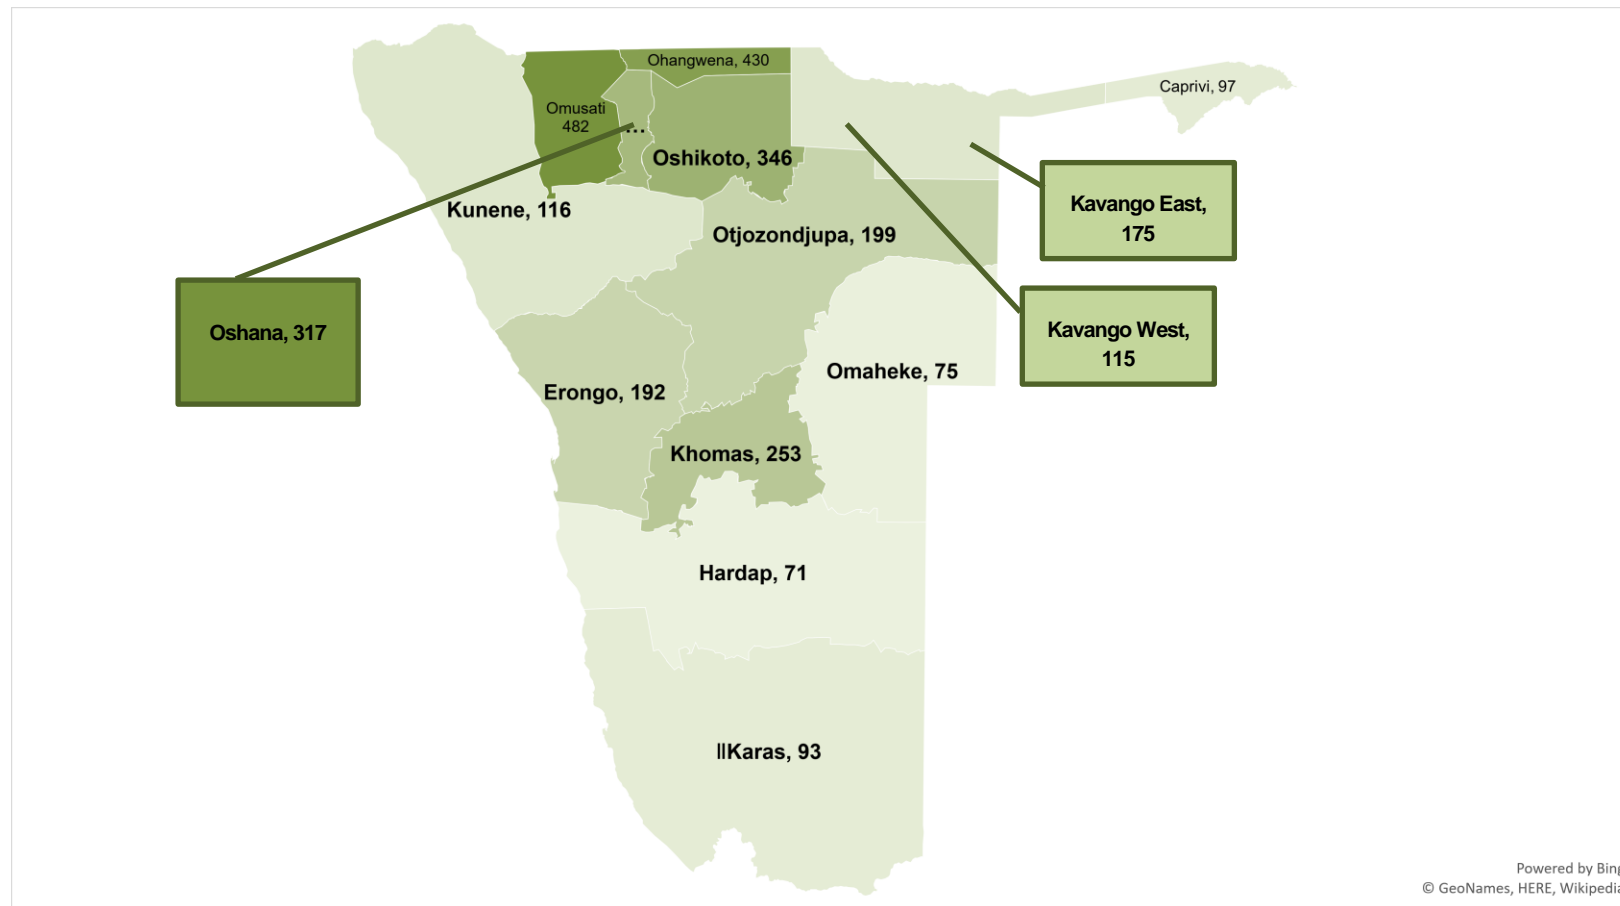 Ohangwena, 430
Caprivi, 97
Omusati
482
...
Oshikoto, 346
Kavango East,
175
Kunene, 116
Otjozondjupa, 199
Oshana, 317
Kavango West,
115
Omaheke, 75
Erongo, 192
Khomas, 253
Hardap, 71
llKaras, 93
Powered by Bing
© GeoNames, HERE, Wikipedia